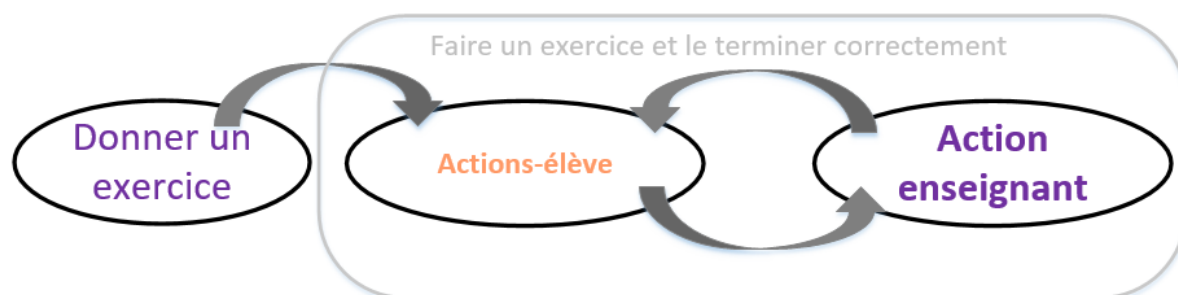 Faire un exercice et le terminer correctement
Donner un
exercice
Actions-élève
Action
enseignant